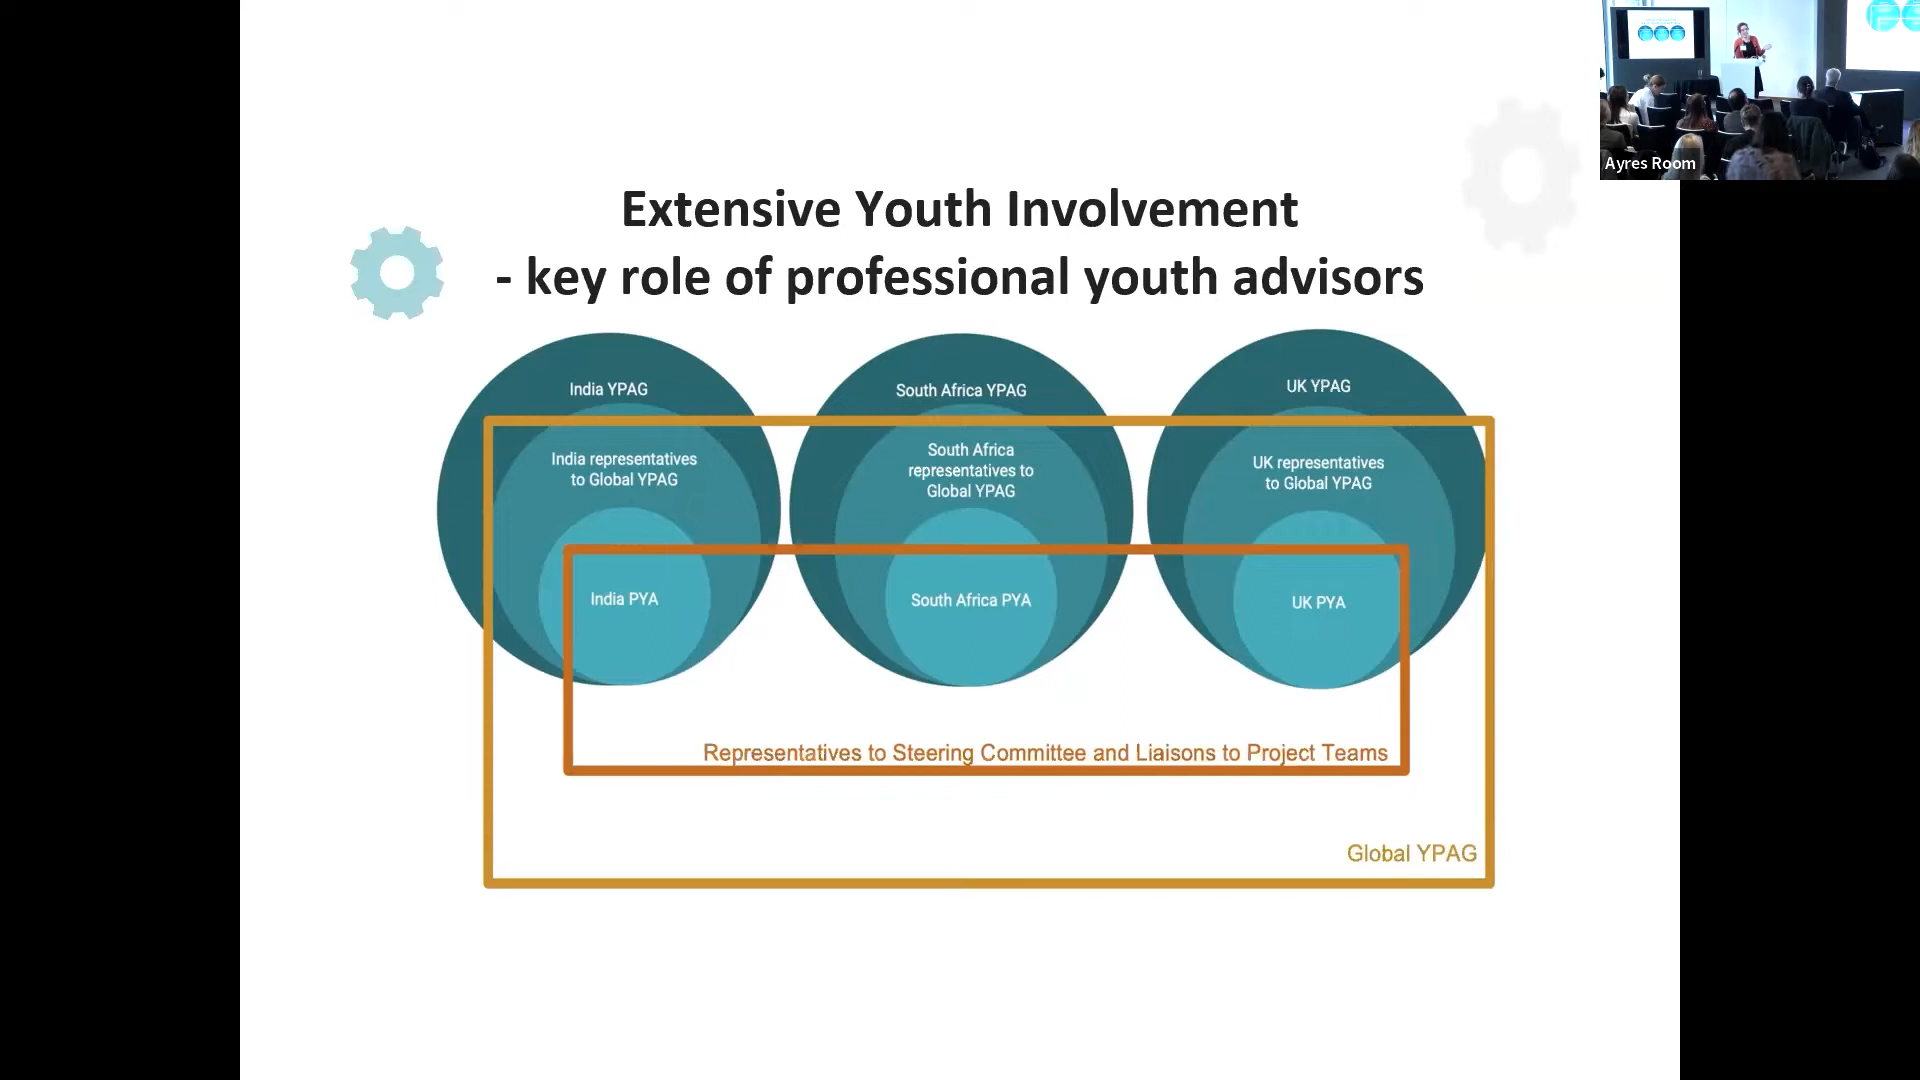 Ayres Room
Extensive Youth Involvement
- key role of professional youth advisors
India YPAG
South Africa YPAG
UK YPAG
India representatives
to Global YPAG
South Africa
representatives to
Global YPAG
UK representatives
to Global YPAG
India PYA
South Africa PYA
UK PYA
Representatives to Steering Committee and Liaisons to Project Teams
Global YPAG